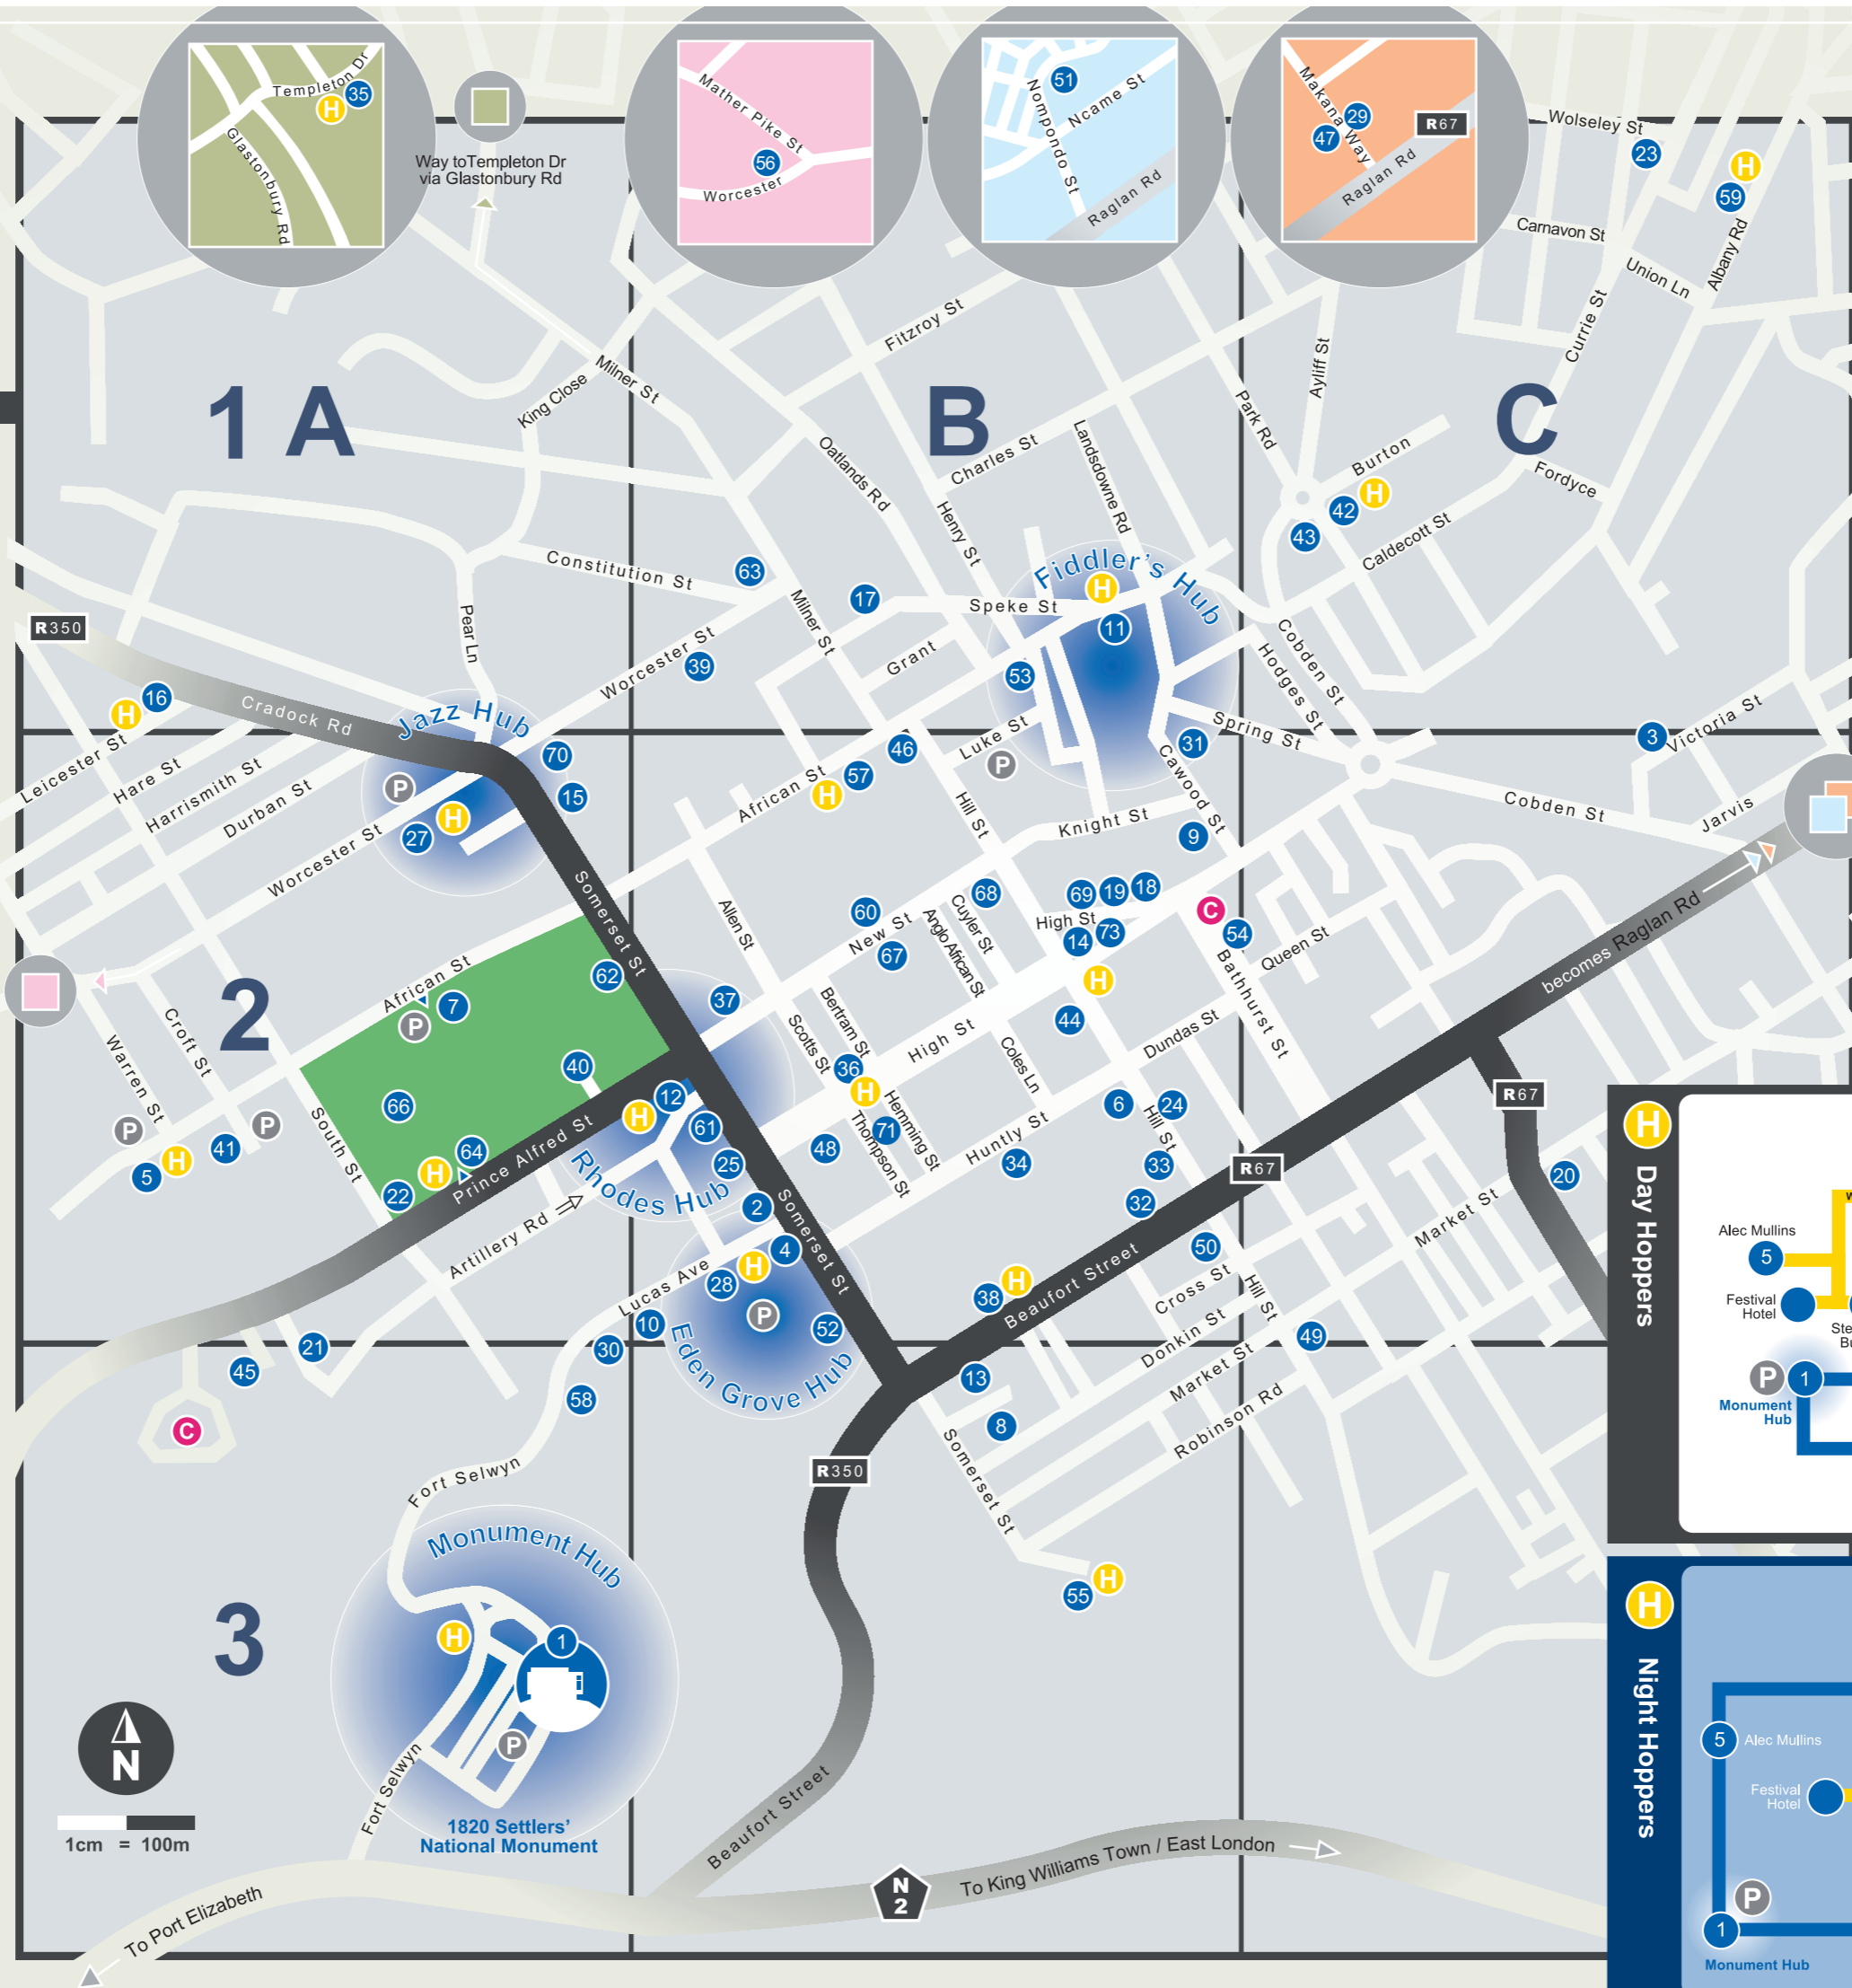 Templeton Dr
H
35
Glastonbury Rd
Way toTempleton Dr
via Glastonbury Rd
Mather Pike St
56
Worcester
51
Nompondo St
Ncame St
Raglan Rd
Makana Way
29
47
R67
Raglan Rd
Wolseley St
23
H
59
Carnavon St
Union Ln
Albany Rd
Currie St
Fitzroy St
1 A
B
C
King Close
Milner St
Ayliff St
Park Rd
Burton
Fordyce
Charles St
Landsdowne Rd
Oatlands Rd
Henry St
42
H
43
Caldecott St
Constitution St
63
17
Fiddler's Hub
H
Speke St
11
Milner St
Pear Ln
R350
Worcester St
39
Grant
53
Cobden St
Hodges St
16
H
Cradock Rd
Jazz Hub
Luke St
P
Spring St
31
3
Victoria St
Leicester St
Hare St
Harrismith St
Durban St
Worcester St
P
H
27
70
15
46
57
H
African St
Hill St
Cawood St
Knight St
9
Cobden St
Jarvis
Somerset St
Allen St
60
New St
67
68
Cuyler St
Anglo African St
69
19
18
High St
14
73
C
54
Queen St
Bathhurst St
becomes Raglan Rd
2
African St
7
P
62
37
Scotts St
Bertram St
High St
H
44
Coles Ln
Dundas St
Warren St
Croft St
40
36
H
Hemming St
Thompson St
71
66
12
H
61
6
24
Hill St
R67
P
P
41
H
5
South St
64
H
22
Prince Alfred St
Rhodes Hub
25
48
Huntly St
34
33
R67
32
20
Artillery Rd
2
Somerset St
4
H
28
Lucas Ave
P
10
Eden Grove Hub
52
H
38
Beaufort Street
50
Cross St
Hill St
Market St
Donkin St
49
Market St
Robinson Rd
21
45
C
30
58
13
8
Somerset St
R350
Fort Selwyn
Monument Hub
3
H
1
P
55
H
N
1cm = 100m
Fort Selwyn
1820 Settlers'
National Monument
Beaufort Street
N
2
To King Williams Town / East London
To Port Elizabeth
H
Day Hoppers
Alec Mullins
5
Festival
Hotel
P
1
Monument
Hub
H
Night Hoppers
5
Alec Mullins
Festival
Hotel
P
1
Monument Hub